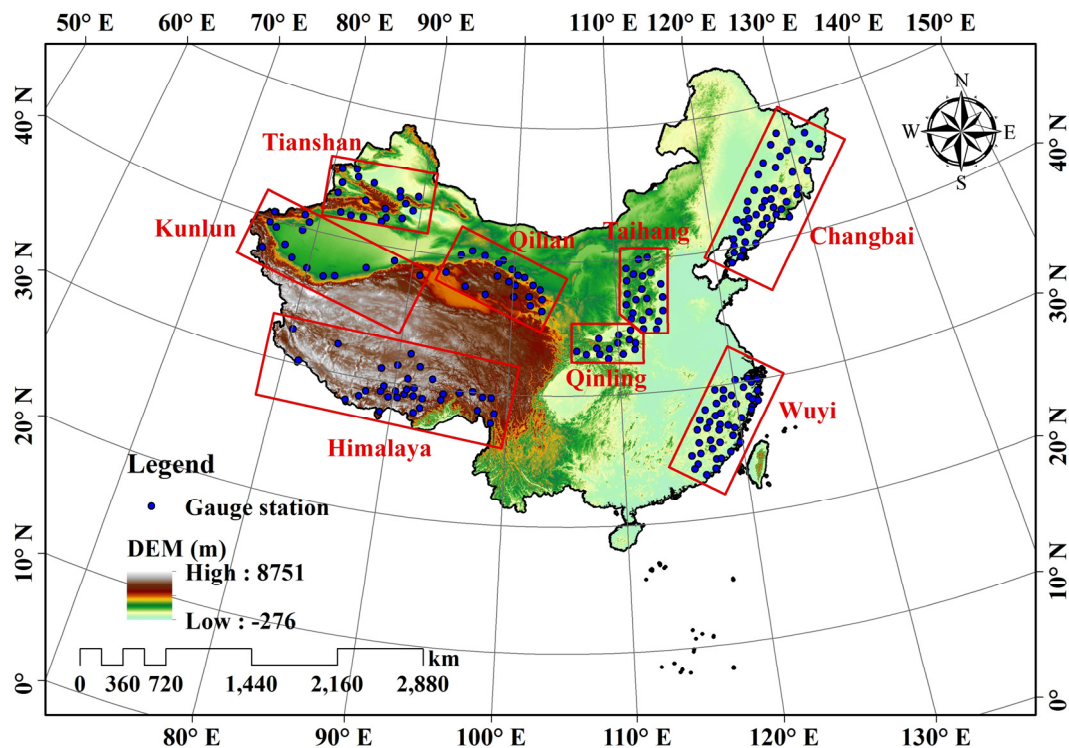 50° E 60° E 70° E 80° E 90° E 110° E 120° E 130° E 140° E 150° E
40° N
30° N
20° N
10° N
0°
40° N
30° N
20° N
10° N
0°
N
W E
S
Tianshan
Kunlun
Qilian
Taihang
Changbai
Qinling
Wuyi
Himalaya
Legend
Gauge station
DEM (m)
High : 8751
Low : -276
km
0 360 720 1,440 2,160 2,880
80° E 90° E 100° E 110° E 120° E 130° E